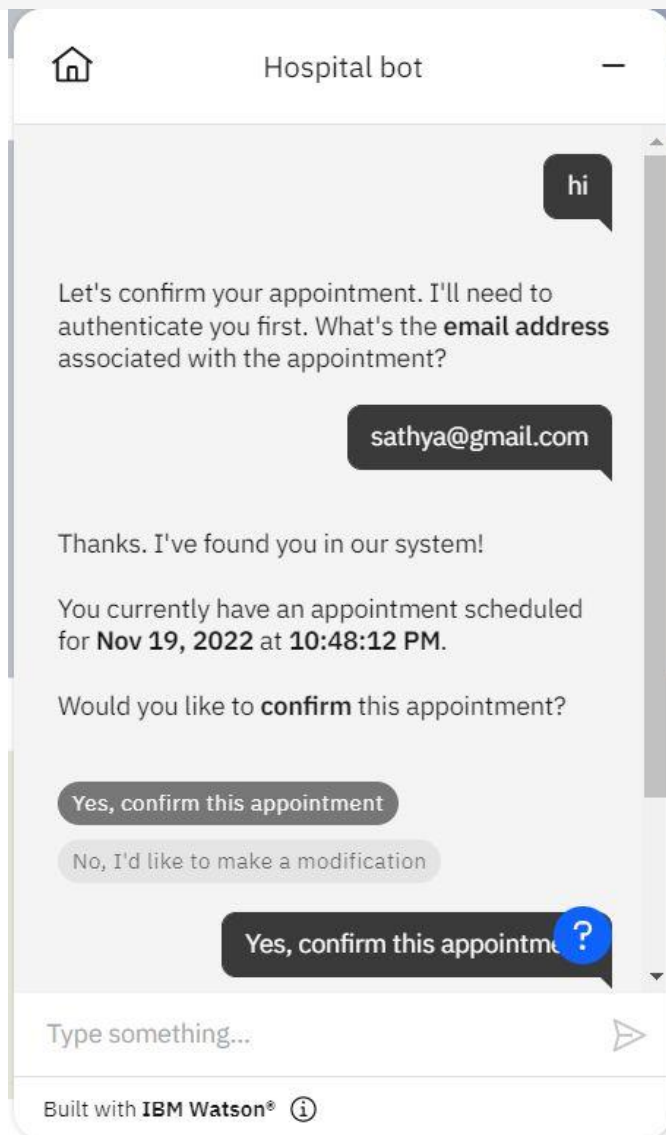 Hospital bot
hi
Let's confirm your appointment. I'll need to
authenticate you first. What's the email address
associated with the appointment?
sathya@gmail.com
Thanks. I've found you in our system!
You currently have an appointment scheduled
for Nov 19, 2022 at 10:48:12 PM.
Would you like to confirm this appointment?
Yes, confirm this appointment
No, I'd like to make a modification
Yes, confirm this appointme
?
Type something...
Built with IBM Watson®